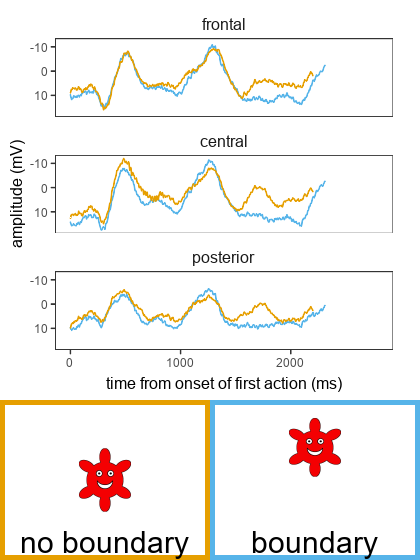 frontal
-10
0
10
central
-10
0
10
amplitude (mV)
posterior
-10
0
10
0 1000 2000
time from onset of first action (ms)
no boundary
boundary